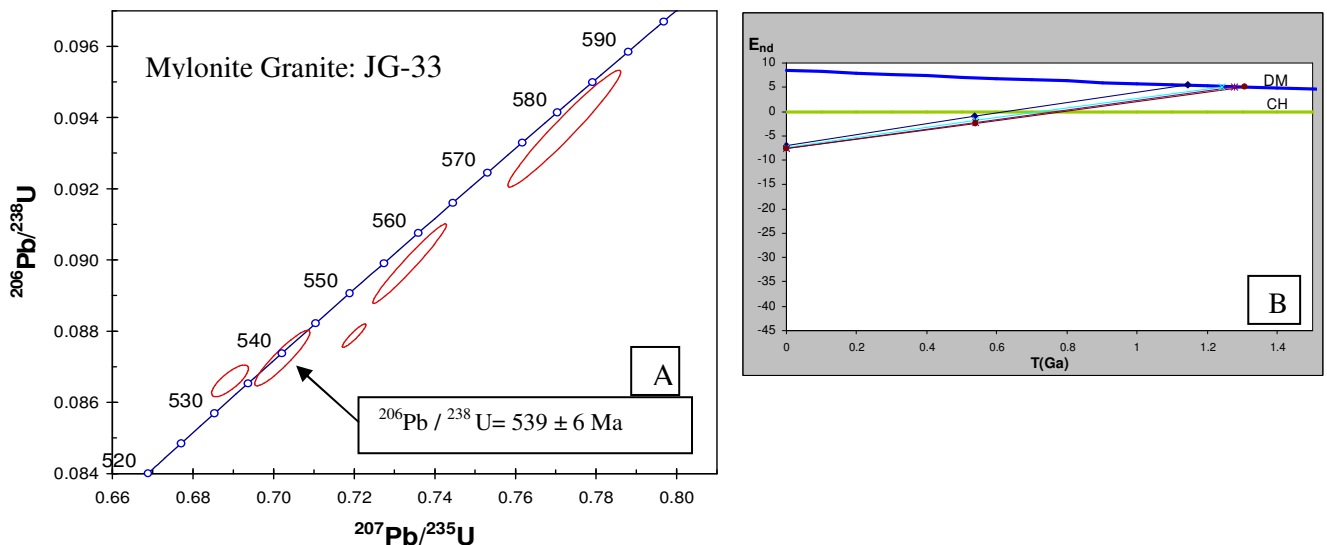 Mylonite Granite: JG-33
0.096
0.094
0.092
0.090
0.088
0.086
0.084
206Pb/238U
590
580
570
560
550
540
530
520
A
206Pb / 238 U= 539 ± 6 Ma
0.66 0.68 0.70 0.72 0.74 0.76 0.78 0.80
207Pb/235U
End
10
5
0
-5
-10
-15
-20
-25
-30
-35
-40
-45
DM
CH
B
0 0.2 0.4 0.6 0.8 1 1.2 1.4
T(Ga)